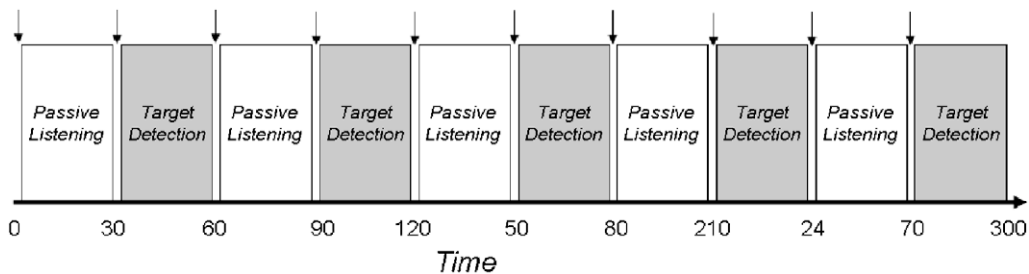 Passive Listening
Target Detection
Passive Listening
Target Detection
Passive Listening
Target Detection
Passive Listening
Target Detection
Passive Listening
Target Detection
0 30 60 90 120 50 80 210 24 70 300
Time